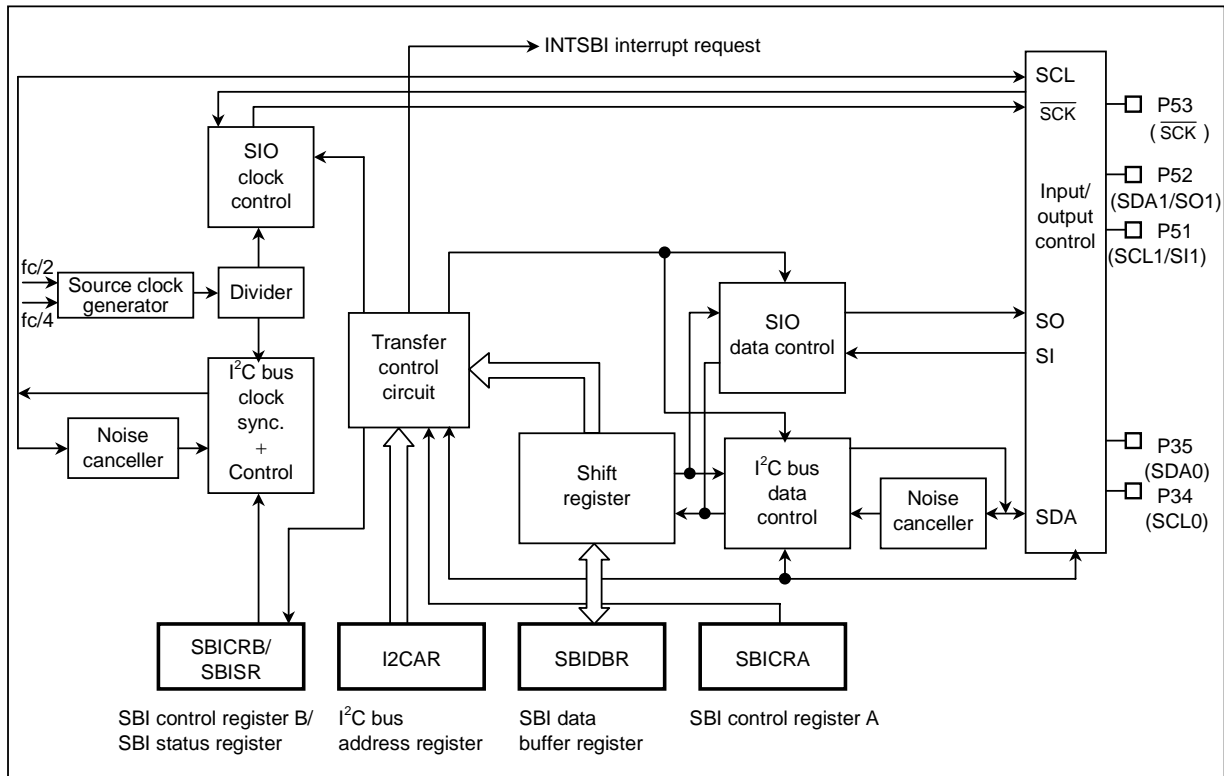 INTSBI interrupt request
SCL
SCK
P53
( SCK )
SIO
clock
control
P52
(SDA1/SO1)
Input/
output
control
P51
(SCL1/SI1)
fc/2
fc/4
Source clock
generator
Divider
SIO
data control
SO
SI
Transfer
control
circuit
I²C bus
clock
sync.
+
Control
Noise
canceller
Shift
register
I²C bus
data
control
Noise
canceller
SDA
P35
(SDA0)
P34
(SCL0)
SBICRB/
SBISR
I2CAR
SBIDBR
SBICRA
SBI control register B/
SBI status register
I²C bus
address register
SBI data
buffer register
SBI control register A